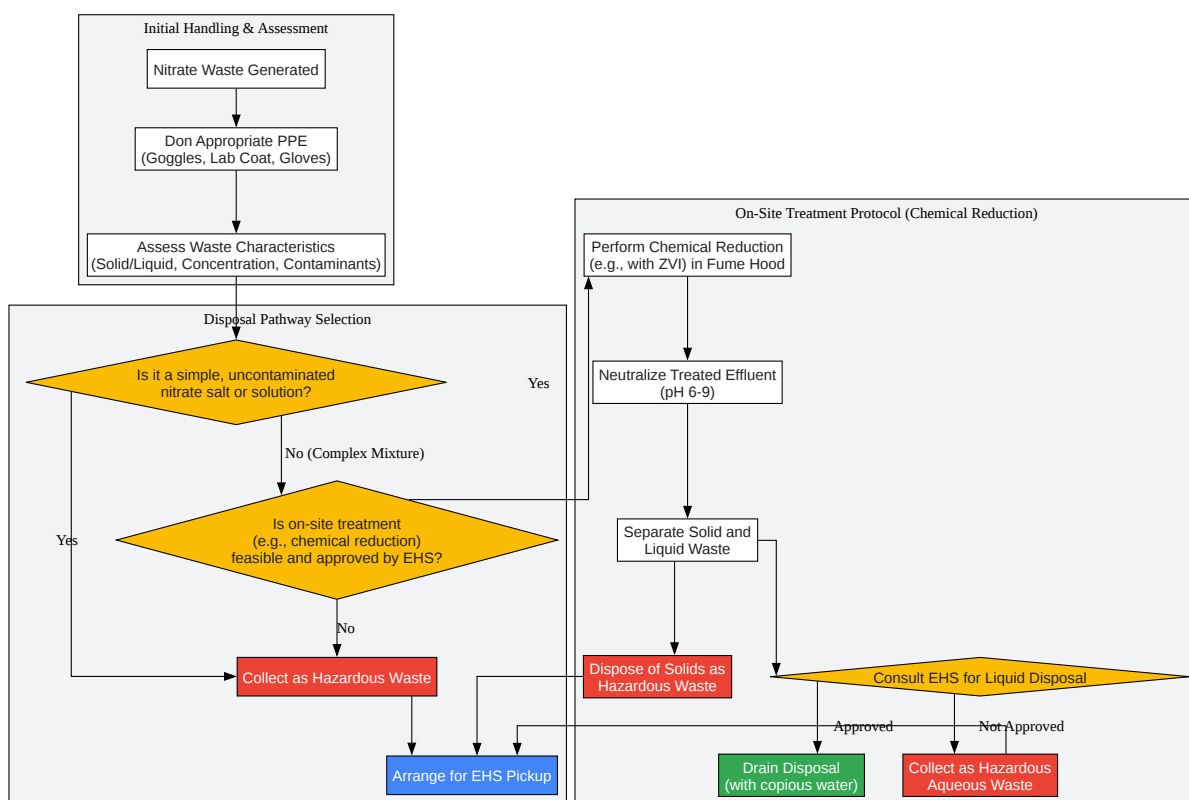 Initial Handling & Assessment
Nitrate Waste Generated
Don Appropriate PPE
(Goggles, Lab Coat, Gloves)
Assess Waste Characteristics
(Solid/Liquid, Concentration, Contaminants)
Disposal Pathway Selection
Is it a simple, uncontaminated
nitrate salt or solution?
Yes
No (Complex Mixture)
Is on-site treatment
(e.g., chemical reduction)
feasible and approved by EHS?
Yes
No
Collect as Hazardous Waste
Arrange for EHS Pickup
On-Site Treatment Protocol (Chemical Reduction)
Perform Chemical Reduction
(e.g., with ZVI) in Fume Hood
Neutralize Treated Effluent
(pH 6-9)
Separate Solid and
Liquid Waste
Dispose of Solids as
Hazardous Waste
Consult EHS for Liquid Disposal
Approved
Not Approved
Drain Disposal
(with copious water)
Collect as Hazardous
Aqueous Waste